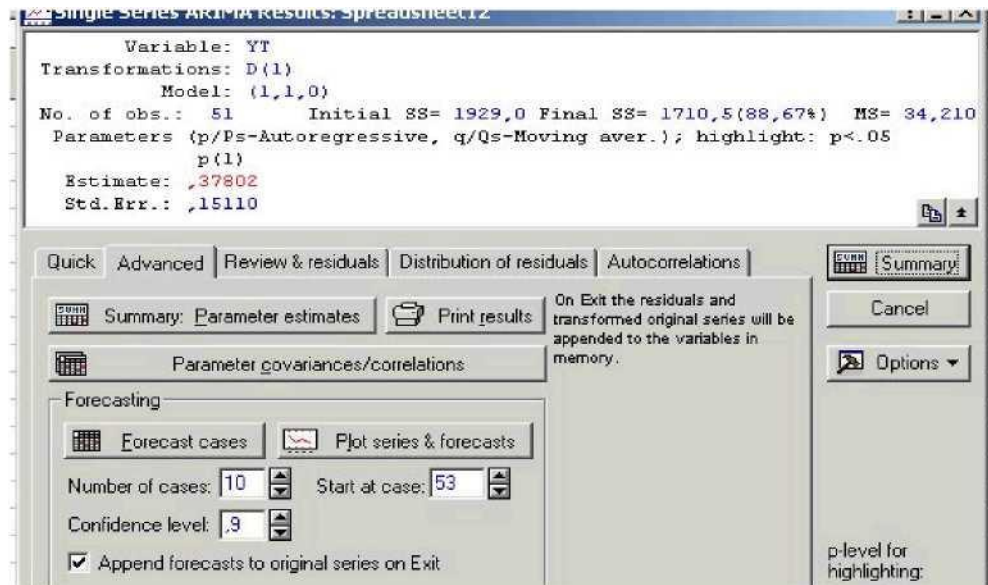 Single Series ARIMA Results: Spreadsheet12
Variable: YT
Transformations: D(1)
Model: (1,1,0)
No. of obs.: 51 Initial SS= 1929,0 Final SS= 1710,5(88,67%) MS= 34,210
Parameters (p/Ps-Autoregressive, q/Qs-Moving aver.); highlight: p<.05
p(1)
Estimate: ,37802
Std.Err.: ,15110
Quick Advanced Review & residuals Distribution of residuals Autocorrelations
Summary
Cancel
Options
Summary: Parameter estimates
Print results
On Exit the residuals and
transformed original series will be
appended to the variables in
memory.
Parameter covariances/correlations
Forecasting
Forecast cases
Plot series & forecasts
Number of cases: 10 Start at case: 53
Confidence level: ,9
Append forecasts to original series on Exit
p-level for
highlighting: